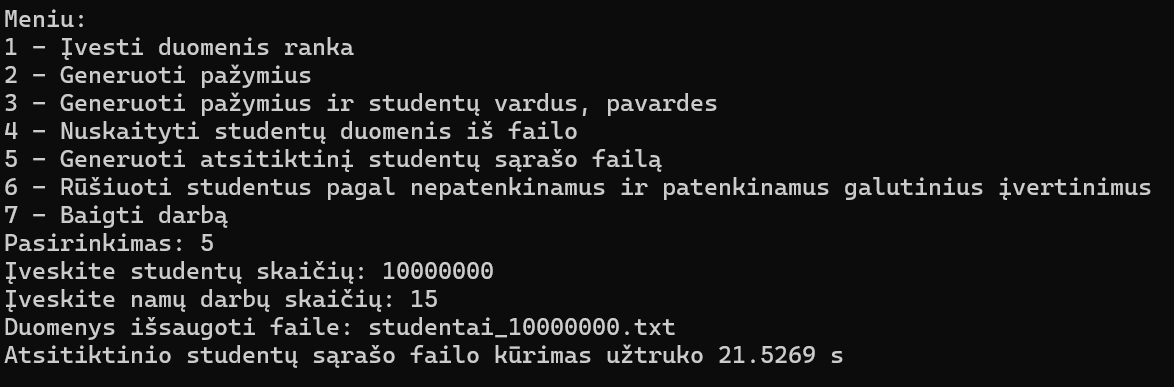 Meniu:
1 - Įvesti duomenis ranka
2 - Generuoti pažymius
3 - Generuoti pažymius ir studentų vardus, pavardes
4 - Nuskaityti studentų duomenis iš failo
5 - Generuoti atsitiktinį studentų sąrašo failą
6 - Rūšiuoti studentus pagal nepatenkinamus ir patenkinamus galutinius įvertinimus
7 - Baigti darbą
Pasirinkimas: 5
Įveskite studentų skaičių: 10000000
Įveskite namų darbų skaičių: 15
Duomenys išsaugoti faile: studentai_10000000.txt
Atsitiktinio studentų sąrašo failo kūrimas užtruko 21.5269 s